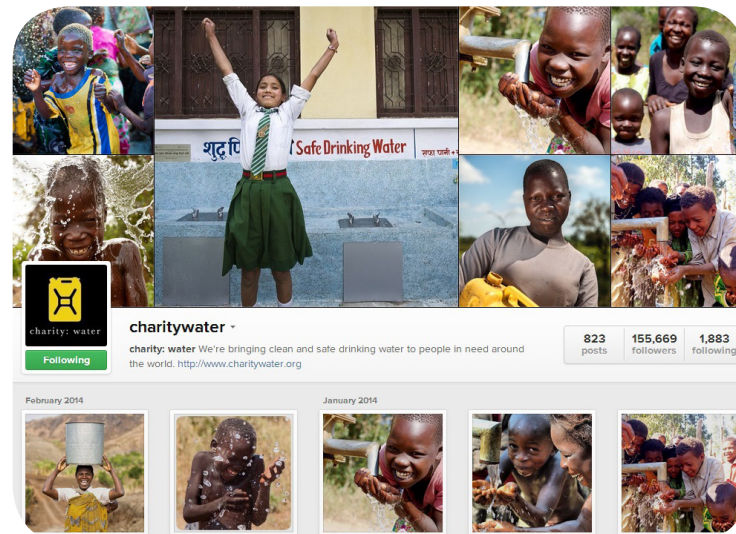 शुद्ध पि
Safe Drinking Water
charity: water
Following
charitywater
charity: water We're bringing clean and safe drinking water to people in need around
the world. http://www.charitywater.org
823
posts
155,669
followers
1,883
following
February 2014
January 2014